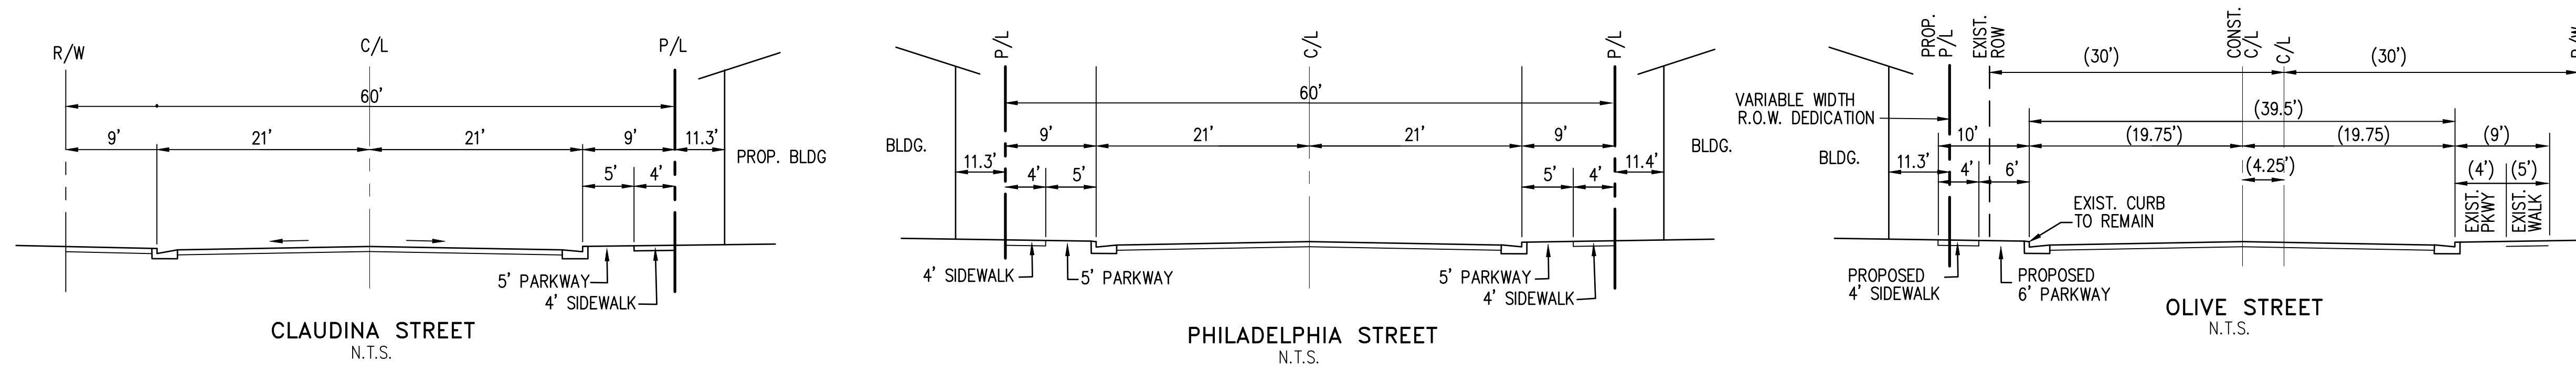 R/W
C/L
P/L
60'
9'
21'
21'
9'
11.3'
PROP. BLDG
5'
4'
5' PARKWAY
4' SIDEWALK
CLAUDINA STREET
N.T.S.
P/L
C/L
P/L
60'
BLDG.
9'
21'
21'
9'
BLDG.
11.3'
4'
5'
5'
4'
11.4'
4' SIDEWALK
5' PARKWAY
5' PARKWAY
4' SIDEWALK
PHILADELPHIA STREET
N.T.S.
PROP.
P/L
EXIST.
ROW
CONST.
C/L
C/L
(30')
(30')
VARIABLE WIDTH
R.O.W. DEDICATION
(39.5')
BLDG.
10'
(19.75')
(19.75)
(9')
11.3'
4'
6'
(4.25')
(4')
(5')
EXIST. CURB
TO REMAIN
EXIST.
PKWY
EXIST.
WALK
PROPOSED
4' SIDEWALK
PROPOSED
6' PARKWAY
OLIVE STREET
N.T.S.